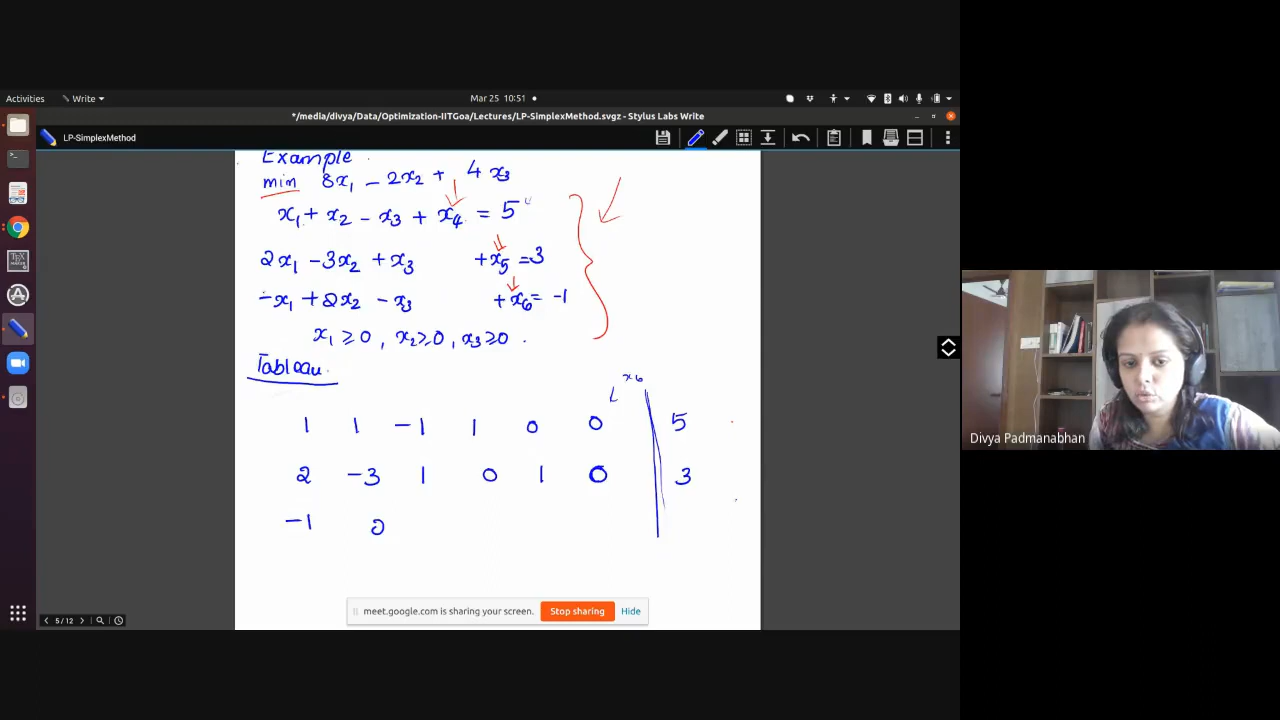 Activities Write Mar 25 10:51
*/media/divya/Data/Optimization-IITGoa/Lectures/LP-SimplexMethod.svgz - Stylus Labs Write
LP-SimplexMethod
Example
min 8x₁ - 2x₂ + 4x₃
x₁ + x₂ - x₃ + x₄ = 5
2x₁ - 3x₂ + x₃ + x₅ = 3
-x₁ + 0x₂ - x₃ + x₆ = -1
x₁ ≥ 0, x₂ ≥ 0, x₃ ≥ 0.
Tableau.
x₆
1 1 -1 1 0 0 5
2 -3 1 0 1 0 3
-1 0
Divya Padmanabhan
meet.google.com is sharing your screen. Stop sharing Hide
5/12